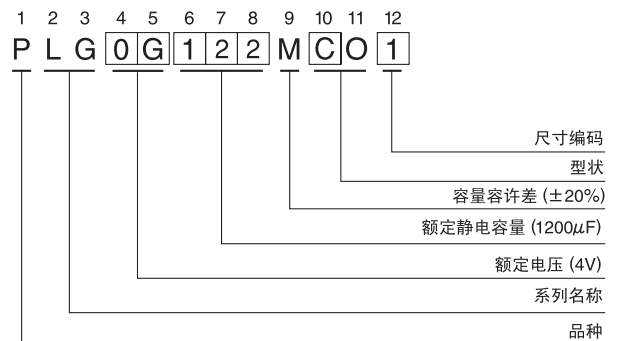 1 2 3 4 5 6 7 8 9 10 11 12
P L G 0 G 1 2 2 M C O 1
尺寸编码
型状
容量容许差 (±20%)
额定静电容量 (1200μF)
额定电压 (4V)
系列名称
品种